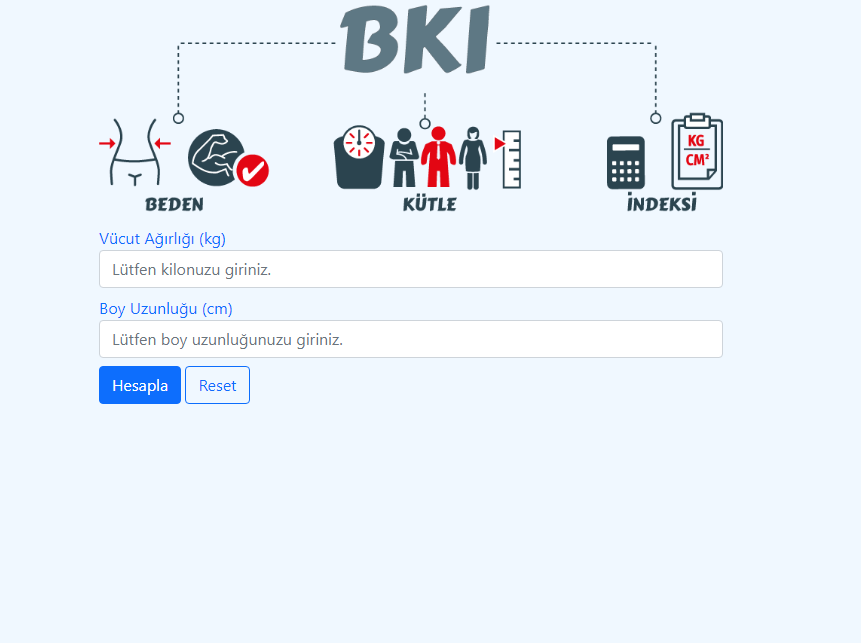 BKI
BEDEN
KÜTLE
KG
CM²
İNDEKSİ
Vücut Ağırlığı (kg)
Lütfen kilonuzu giriniz.
Boy Uzunluğu (cm)
Lütfen boy uzunluğunuzu giriniz.
Hesapla Reset